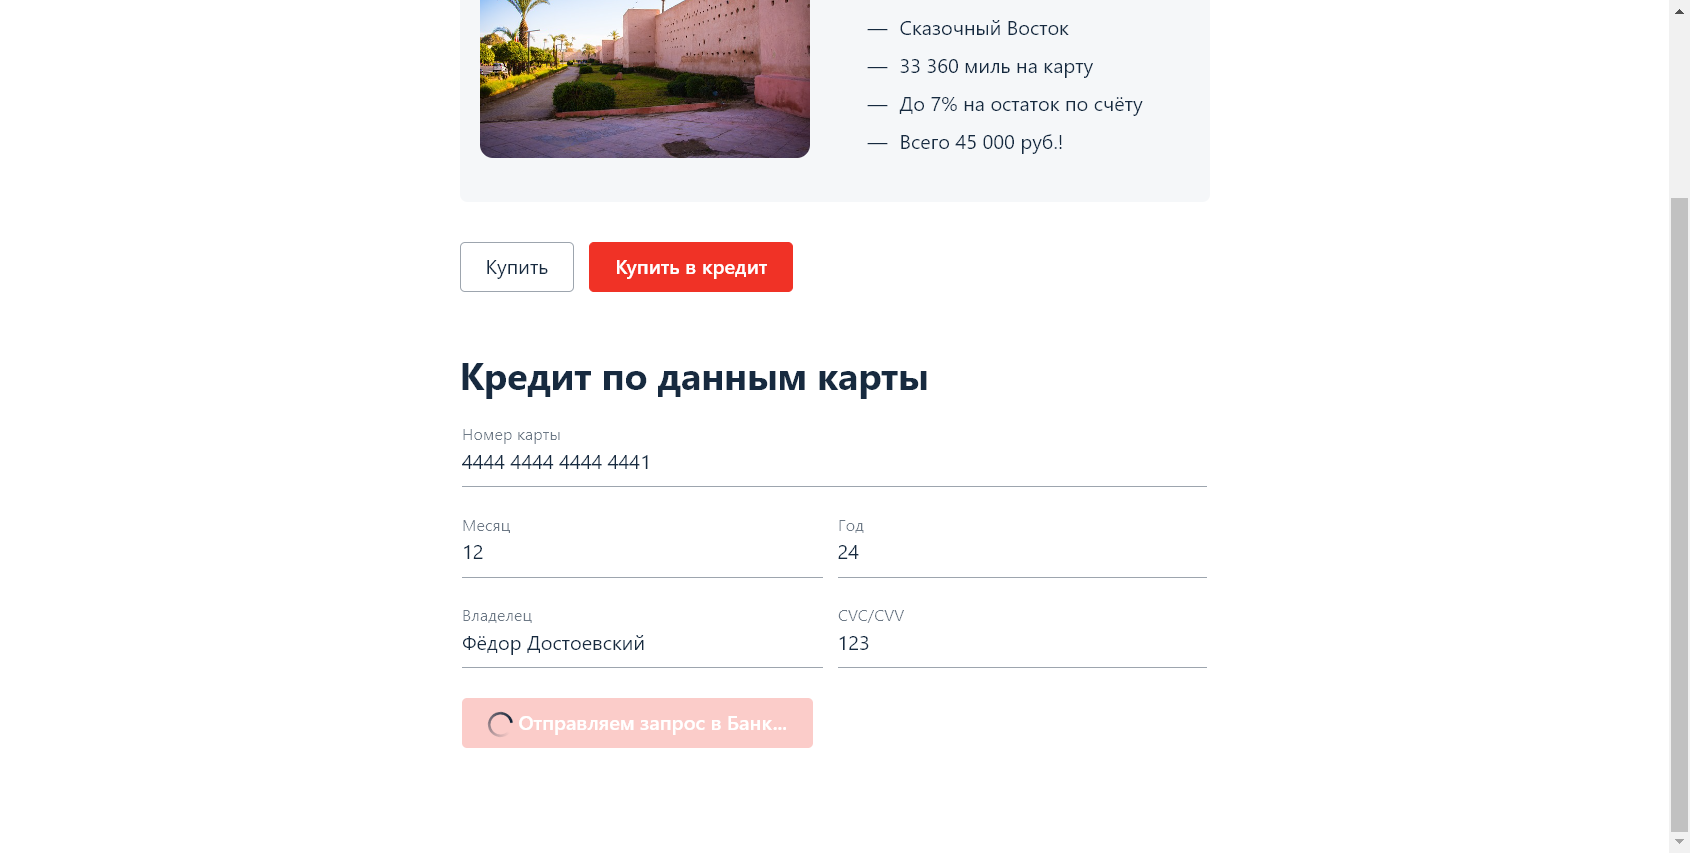 — Сказочный Восток
— 33 360 миль на карту
— До 7% на остаток по счёту
— Всего 45 000 руб.!
Купить
Купить в кредит
Кредит по данным карты
Номер карты
4444 4444 4444 4441
Месяц
Год
12
24
Владелец
CVC/CVV
Фёдор Достоевский
123
Отправляем запрос в Банк...